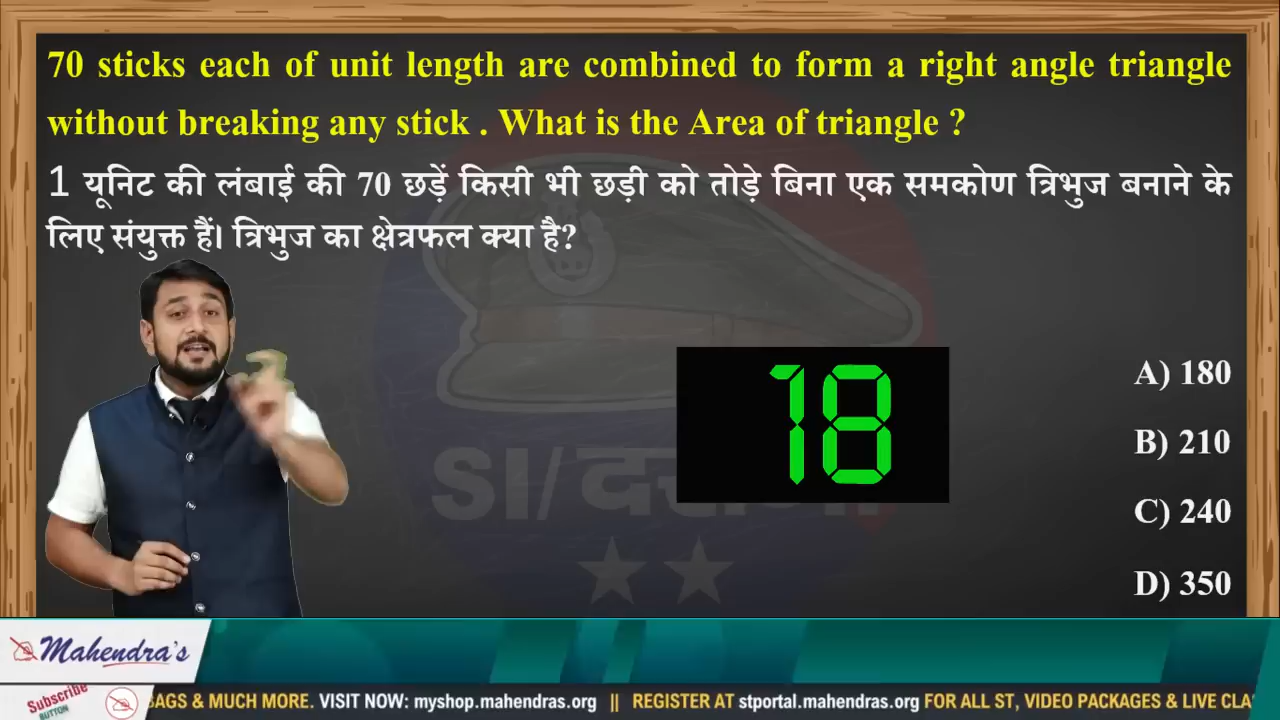 70 sticks each of unit length are combined to form a right angle triangle
without breaking any stick . What is the Area of triangle ?
1 यूनिट की लंबाई की 70 छड़ें किसी भी छड़ी को तोड़े बिना एक समकोण त्रिभुज बनाने के
लिए संयुक्त हैं। त्रिभुज का क्षेत्रफल क्या है?
18
A) 180
B) 210
C) 240
D) 350
SI/
Mahendra's
Subscribe
BUTTON
BAGS & MUCH MORE. VISIT NOW: myshop.mahendras.org || REGISTER AT stportal.mahendras.org FOR ALL ST, VIDEO PACKAGES & LIVE